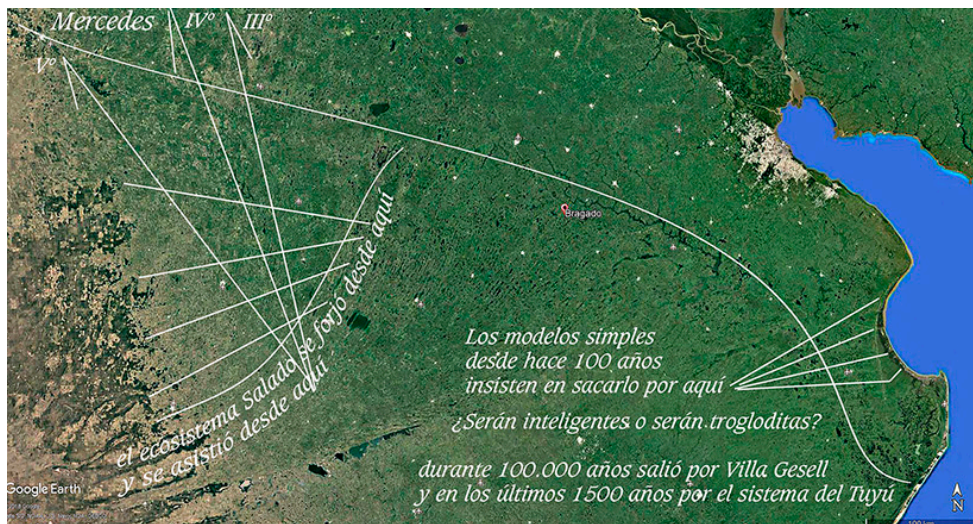 Mercedes
IVº
IIIº
Vº
Bragado
el ecosistema Salado se forjó desde aquí
y se asistió desde aquí
Los modelos simples
desde hace 100 años
insisten en sacarlo por aquí
¿Serán inteligentes o serán trogloditas?
durante 100.000 años salió por Villa Gesell
y en los últimos 1500 años por el sistema del Tuyú
Google Earth
N
100 km